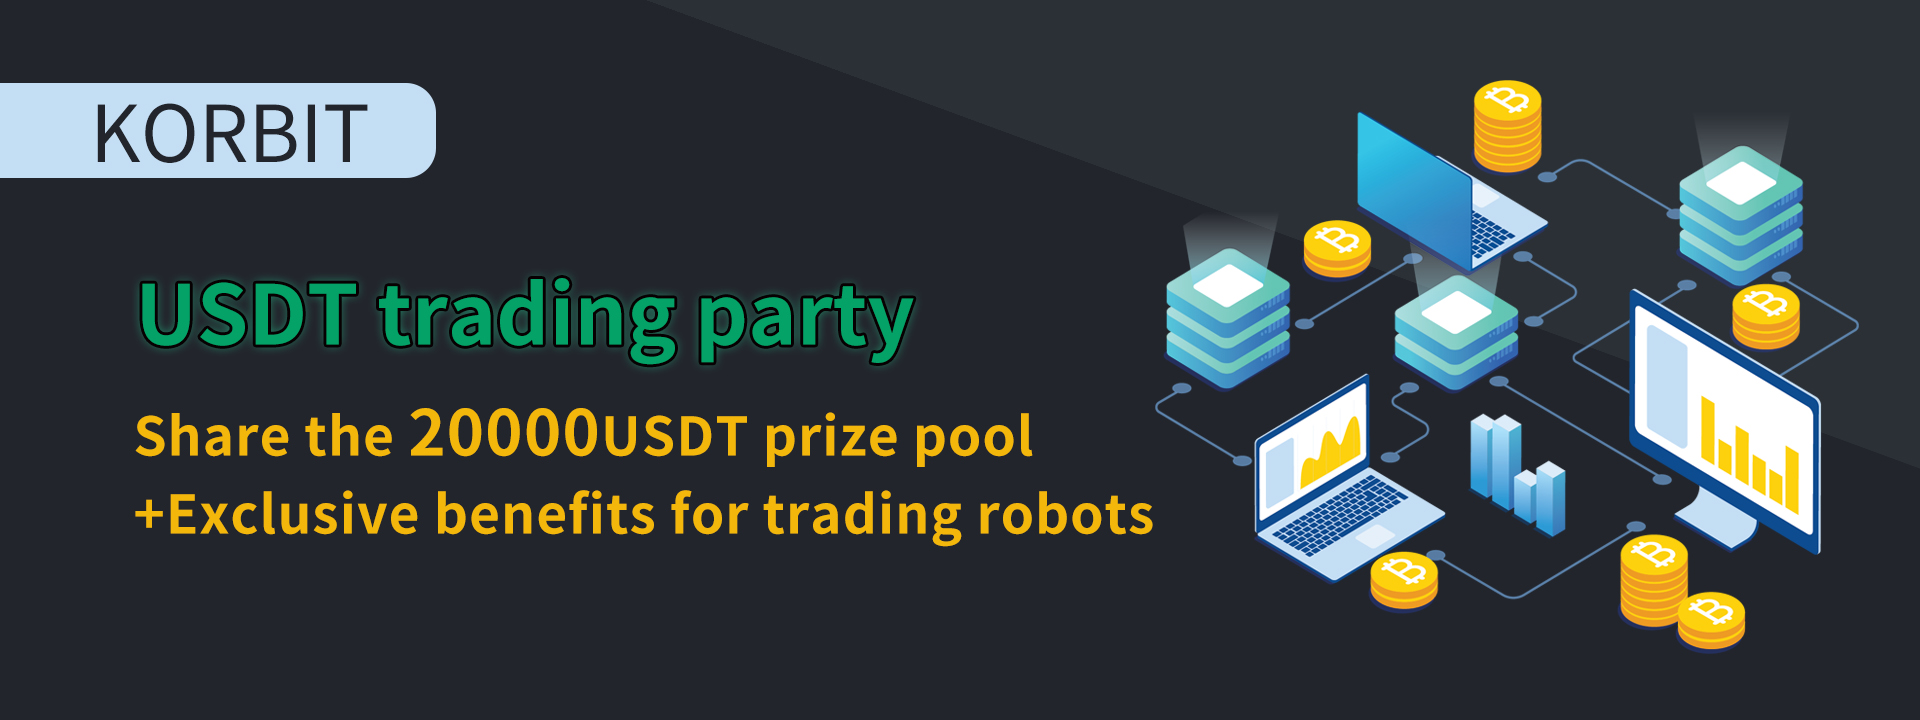 KORBIT
USDT trading party
Share the 20000USDT prize pool
+Exclusive benefits for trading robots